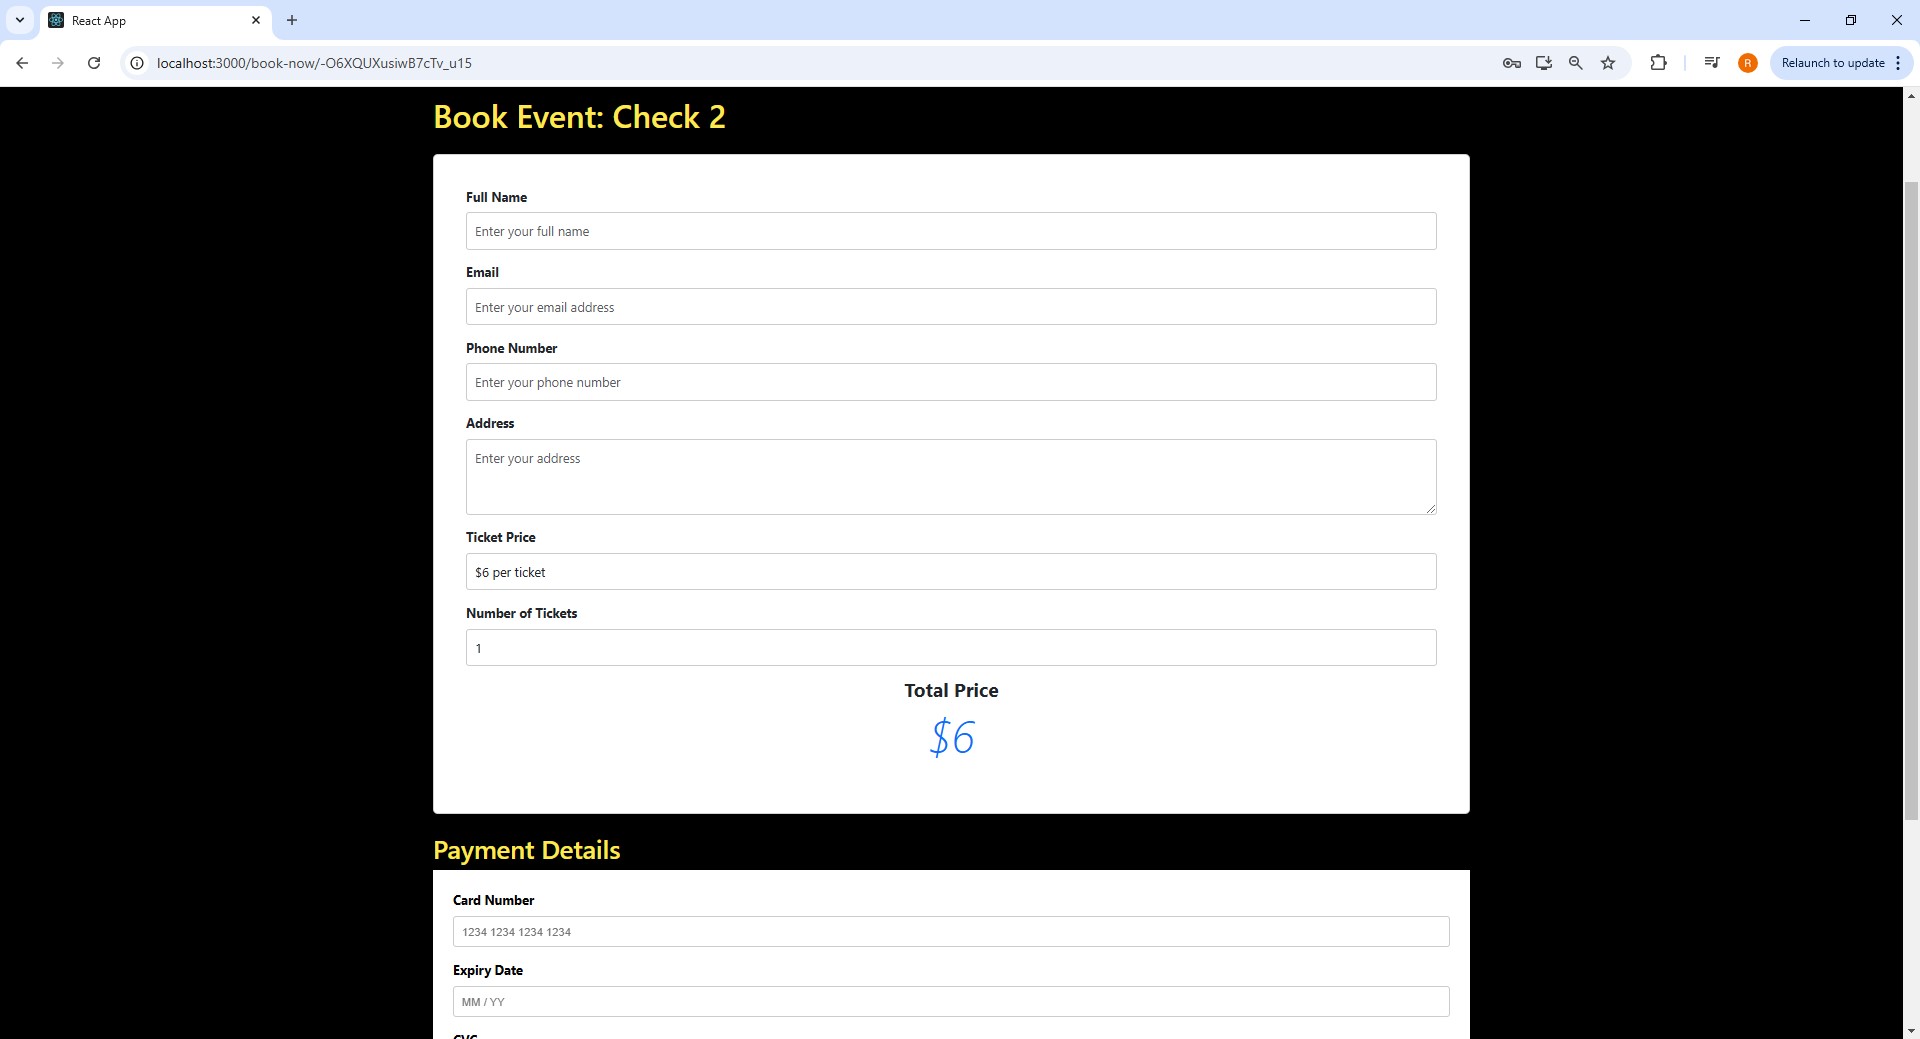 React App
localhost:3000/book-now/-O6XQUXusiwB7cTv_u15
R
Relaunch to update
Book Event: Check 2
Full Name
Enter your full name
Email
Enter your email address
Phone Number
Enter your phone number
Address
Enter your address
Ticket Price
$6 per ticket
Number of Tickets
1
Total Price
$6
Payment Details
Card Number
1234 1234 1234 1234
Expiry Date
MM / YY
CVC